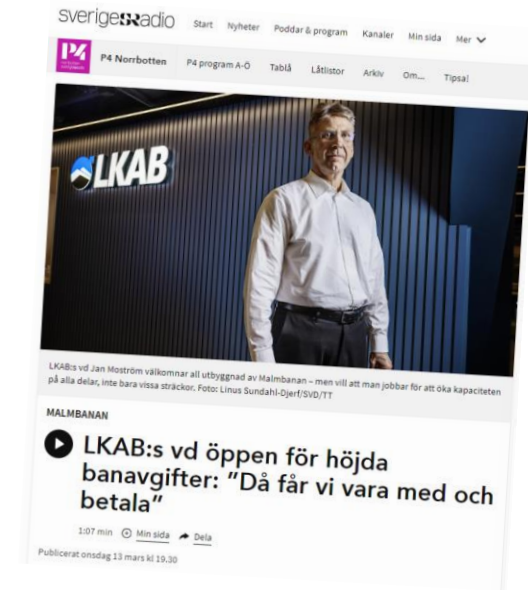 sverigesradio Start Nyheter Poddar & program Kanaler Min sida Mer
P4 P4 Norrbotten P4 program A-Ö Tablå Låtlistor Arkiv Om... Tipsa!
LKAB
LKAB:s vd Jan Moström välkomnar all utbyggnad av Malmbanan – men vill att man jobbar för att öka kapaciteten
på alla delar, inte bara vissa sträckor. Foto: Linus Sundahl-Djerf/SVD/TT
MALMBANAN
LKAB:s vd öppen för höjda
banavgifter: ”Då får vi vara med och
betala”
1:07 min Min sida Dela
Publicerat onsdag 13 mars kl 19.30